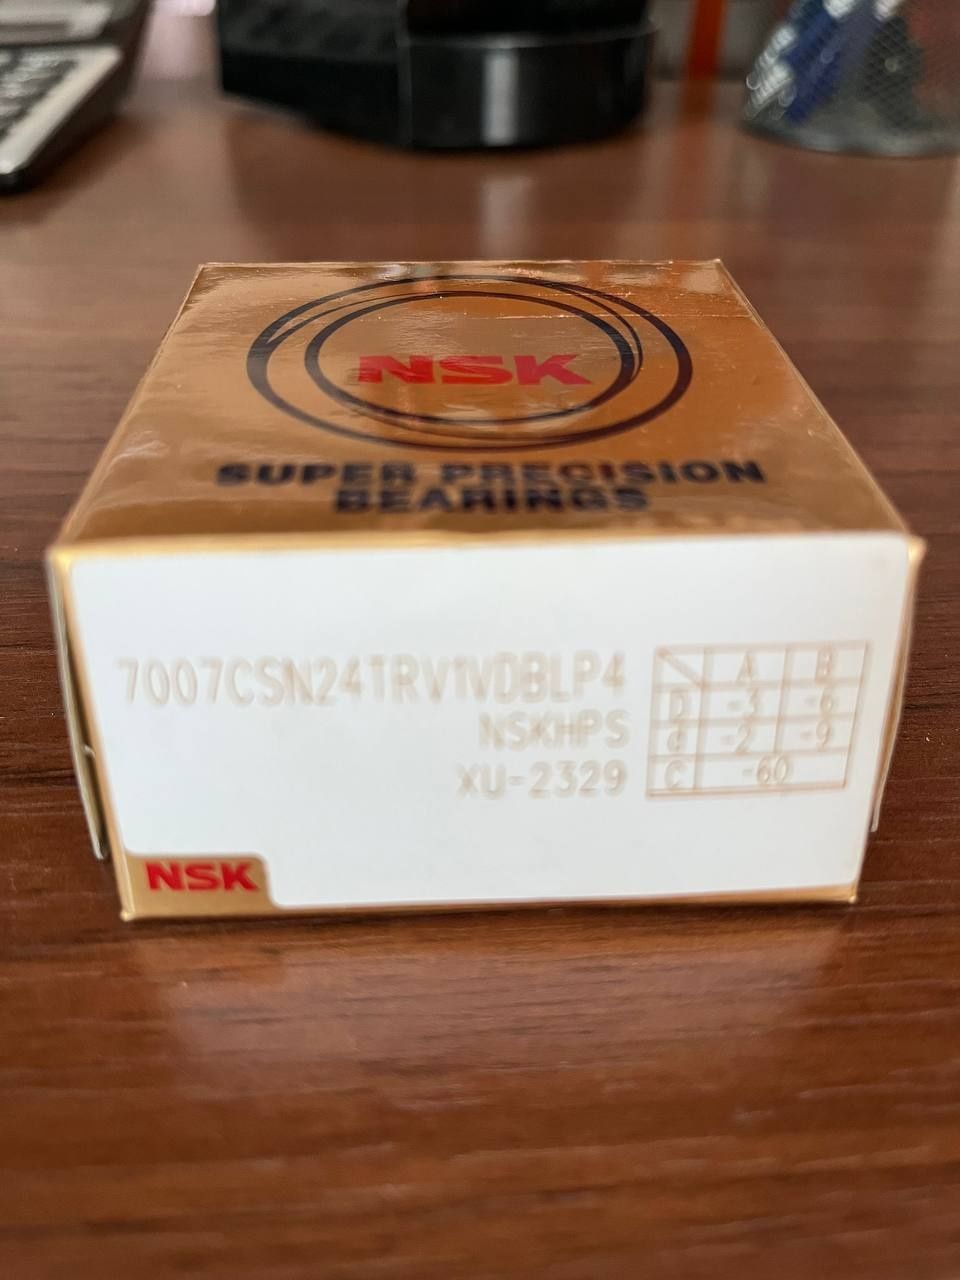 NSK
SUPER PRECISION
BEARINGS
7007CSN24TRV1VDBLP4
NSKHPS
XU-2329
A B
D -3 -6
d -2 -9
C -60
NSK